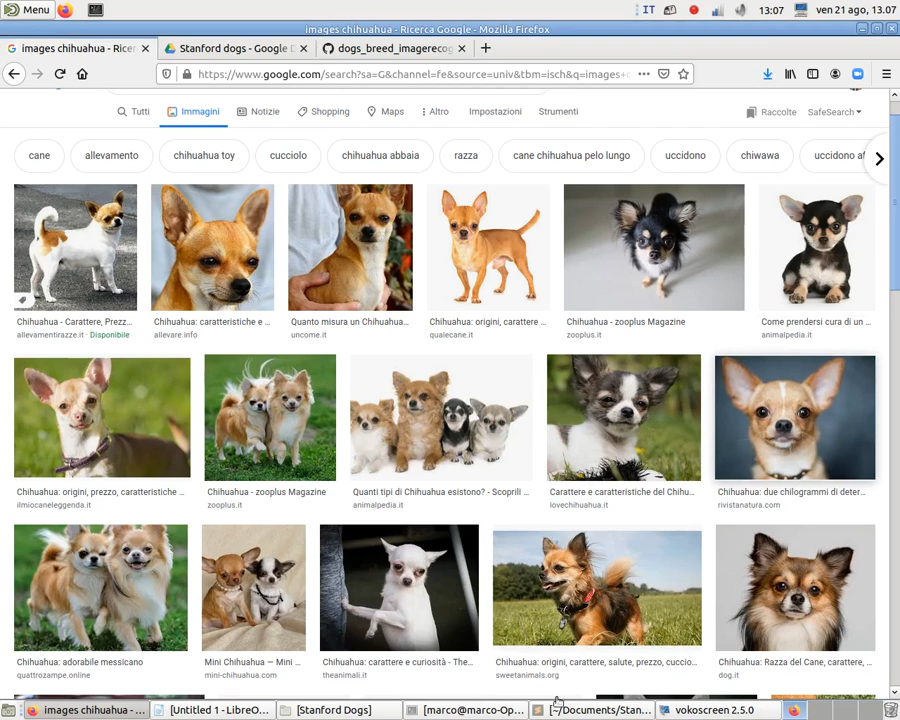 Menu
IT
13:07
ven 21 ago, 13.07
images chihuahua - Ricerca Google - Mozilla Firefox
images chihuahua - Ricer
Stanford dogs - Google D
dogs_breed_imagerecog
https://www.google.com/search?sa=G&channel=fe&source=univ&tbm=isch&q=images+
Tutti
Immagini
Notizie
Shopping
Maps
Altro
Impostazioni
Strumenti
Raccolte
SafeSearch
cane
allevamento
chihuahua toy
cucciolo
chihuahua abbaia
razza
cane chihuahua pelo lungo
uccidono
chiwawa
uccidono af
Chihuahua - Carattere, Prezz...
Chihuahua: caratteristiche e ...
Quanto misura un Chihuahua...
Chihuahua: origini, carattere ...
Chihuahua - zooplus Magazine
Come prendersi cura di un ...
allevamentirazze.it · Disponibile
allevare.info
uncome.it
qualecane.it
zooplus.it
animalpedia.it
Chihuahua: origini, prezzo, caratteristiche ...
Chihuahua - zooplus Magazine
Quanti tipi di Chihuahua esistono? - Scoprili ...
Carattere e caratteristiche del Chihu...
Chihuahua: due chilogrammi di deter...
ilmiocaneleggenda.it
zooplus.it
animalpedia.it
lovechihuahua.it
rivistanatura.com
Chihuahua: adorabile messicano
Mini Chihuahua — Mini ...
Chihuahua: carattere e curiosità - The...
Chihuahua: origini, carattere, salute, prezzo, cuccio...
Chihuahua: Razza del Cane, carattere, ...
quattrozampe.online
mini-chihuahua.com
theanimali.it
sweetanimals.org
dog.it
images chihuahua - ...
[Untitled 1 - LibreO...
[Stanford Dogs]
[marco@marco-Op...
[~/Documents/Stan...
vokoscreen 2.5.0